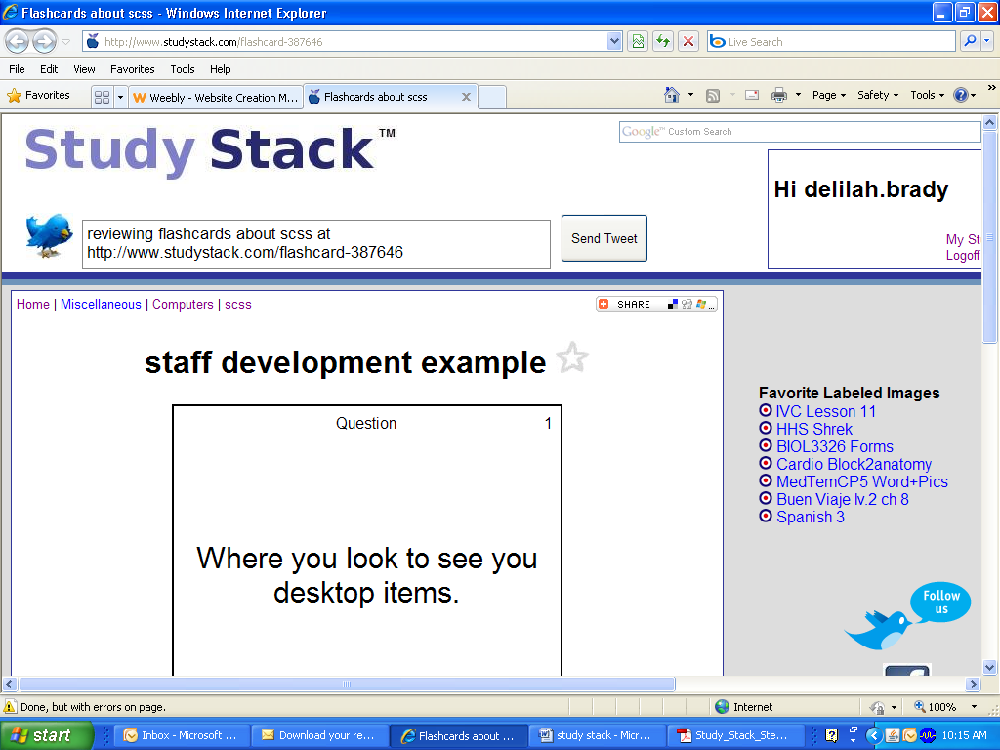 Flashcards about scss - Windows Internet Explorer
http://www.studystack.com/flashcard-387646
Live Search
File Edit View Favorites Tools Help
Favorites
Weebly - Website Creation M...
Flashcards about scss
Page Safety Tools
Study Stack™
Google™ Custom Search
Hi delilah.brady
reviewing flashcards about scss at
http://www.studystack.com/flashcard-387646
Send Tweet
My St
Logoff
Home | Miscellaneous | Computers | scss
SHARE ...
staff development example
Question 1
Where you look to see you
desktop items.
Favorite Labeled Images
IVC Lesson 11
HHS Shrek
BIOL3326 Forms
Cardio Block2anatomy
MedTemCP5 Word+Pics
Buen Viaje lv.2 ch 8
Spanish 3
Follow
us
Done, but with errors on page.
Internet
100%
start
Inbox - Microsoft ...
Download your re...
Flashcards about ...
study stack - Micr...
Study_Stack_Ste...
10:15 AM